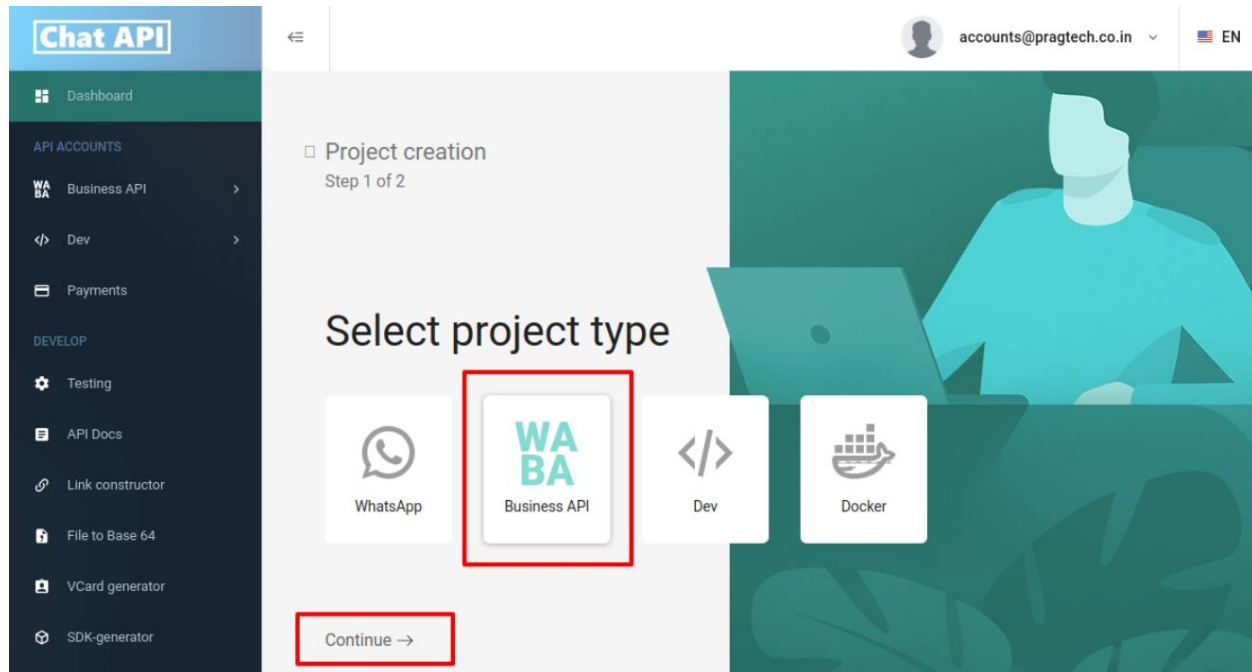 Chat API
accounts@pragtech.co.in
EN
Dashboard
API ACCOUNTS
WA
BA
Business API
Dev
Payments
DEVELOP
Testing
API Docs
Link constructor
File to Base 64
VCard generator
SDK-generator
Project creation
Step 1 of 2
Select project type
WhatsApp
WA
BA
Business API
Dev
Docker
Continue →